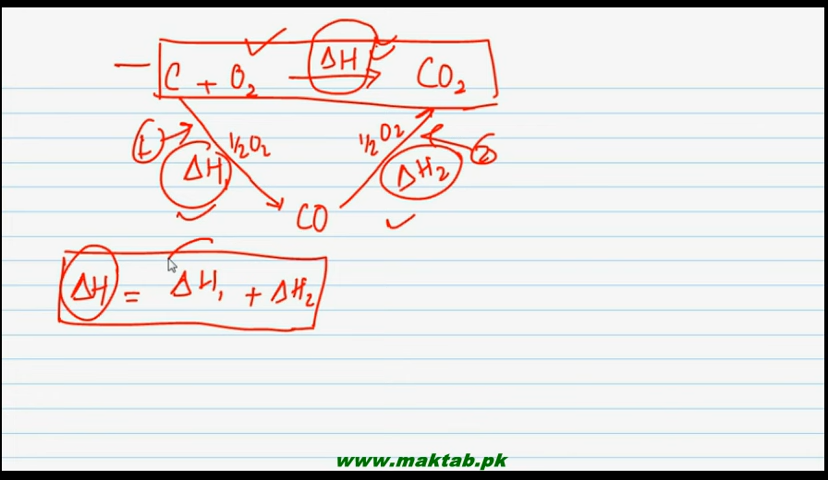 C + O₂ → CO₂
ΔH
1 ½O₂ ½O₂ 2
ΔH₁ ΔH₂
CO
ΔH = ΔH₁ + ΔH₂
www.maktab.pk